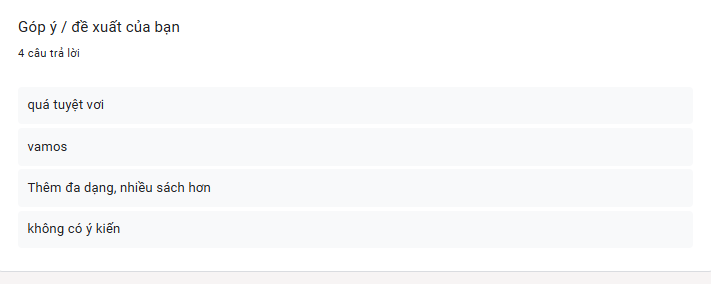 Góp ý / đề xuất của bạn
4 câu trả lời
quá tuyệt vơi
vamos
Thêm đa dạng, nhiều sách hơn
không có ý kiến